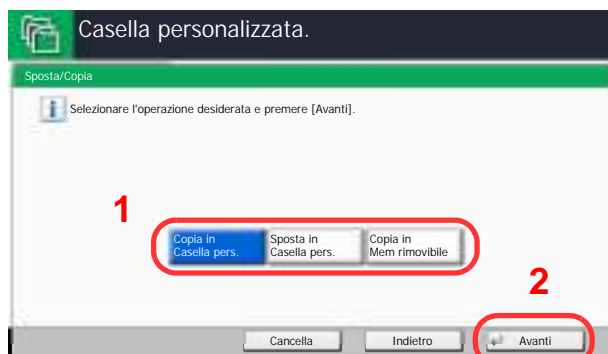 Casella personalizzata.
Sposta/Copia
Selezionare l'operazione desiderata e premere [Avanti].
1
Copia in Casella pers.
Sposta in Casella pers.
Copia in Mem rimovibile
2
Cancella
Indietro
Avanti